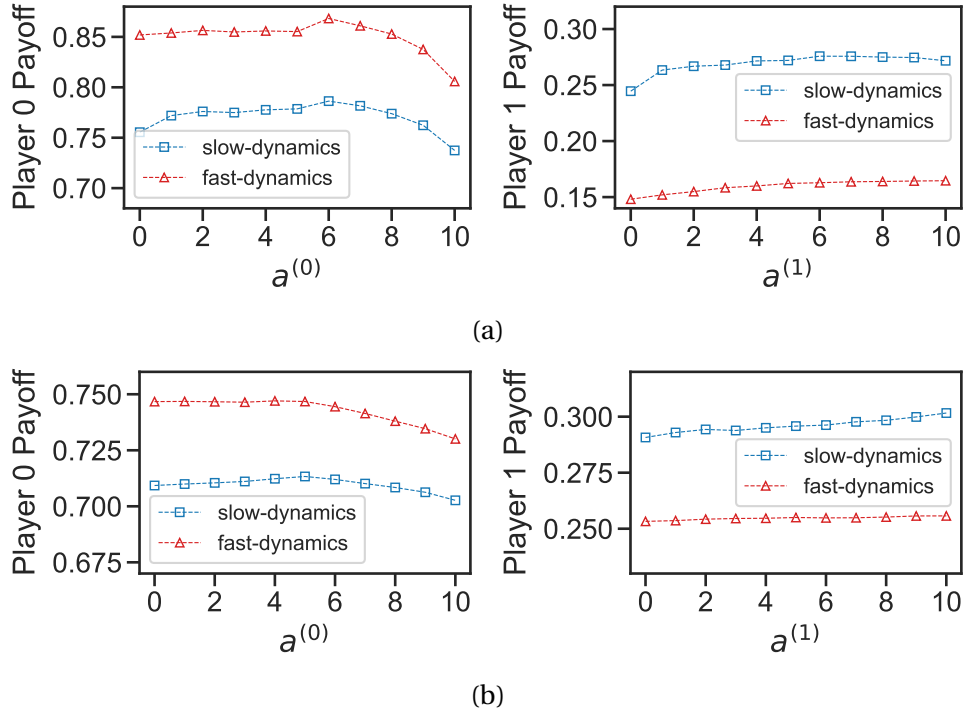 Player 0 Payoff
0.85
0.80
0.75
0.70
slow-dynamics
fast-dynamics
0 2 4 6 8 10
a^(0)
Player 1 Payoff
0.30
0.25
0.20
0.15
slow-dynamics
fast-dynamics
0 2 4 6 8 10
a^(1)
(a)
Player 0 Payoff
0.750
0.725
0.700
0.675
slow-dynamics
fast-dynamics
0 2 4 6 8 10
a^(0)
Player 1 Payoff
0.300
0.275
0.250
slow-dynamics
fast-dynamics
0 2 4 6 8 10
a^(1)
(b)